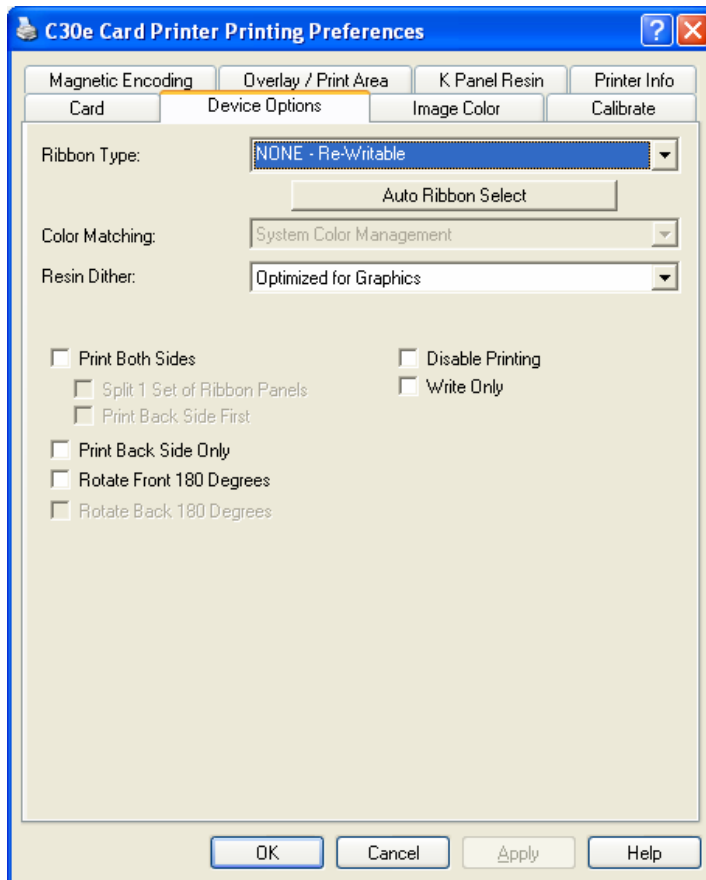 C30e Card Printer Printing Preferences
Magnetic Encoding Overlay / Print Area K Panel Resin Printer Info
Card Device Options Image Color Calibrate
Ribbon Type: NONE - Re-Writable
Auto Ribbon Select
Color Matching: System Color Management
Resin Dither: Optimized for Graphics
Print Both Sides Disable Printing
Split 1 Set of Ribbon Panels Write Only
Print Back Side First
Print Back Side Only
Rotate Front 180 Degrees
Rotate Back 180 Degrees
OK Cancel Apply Help